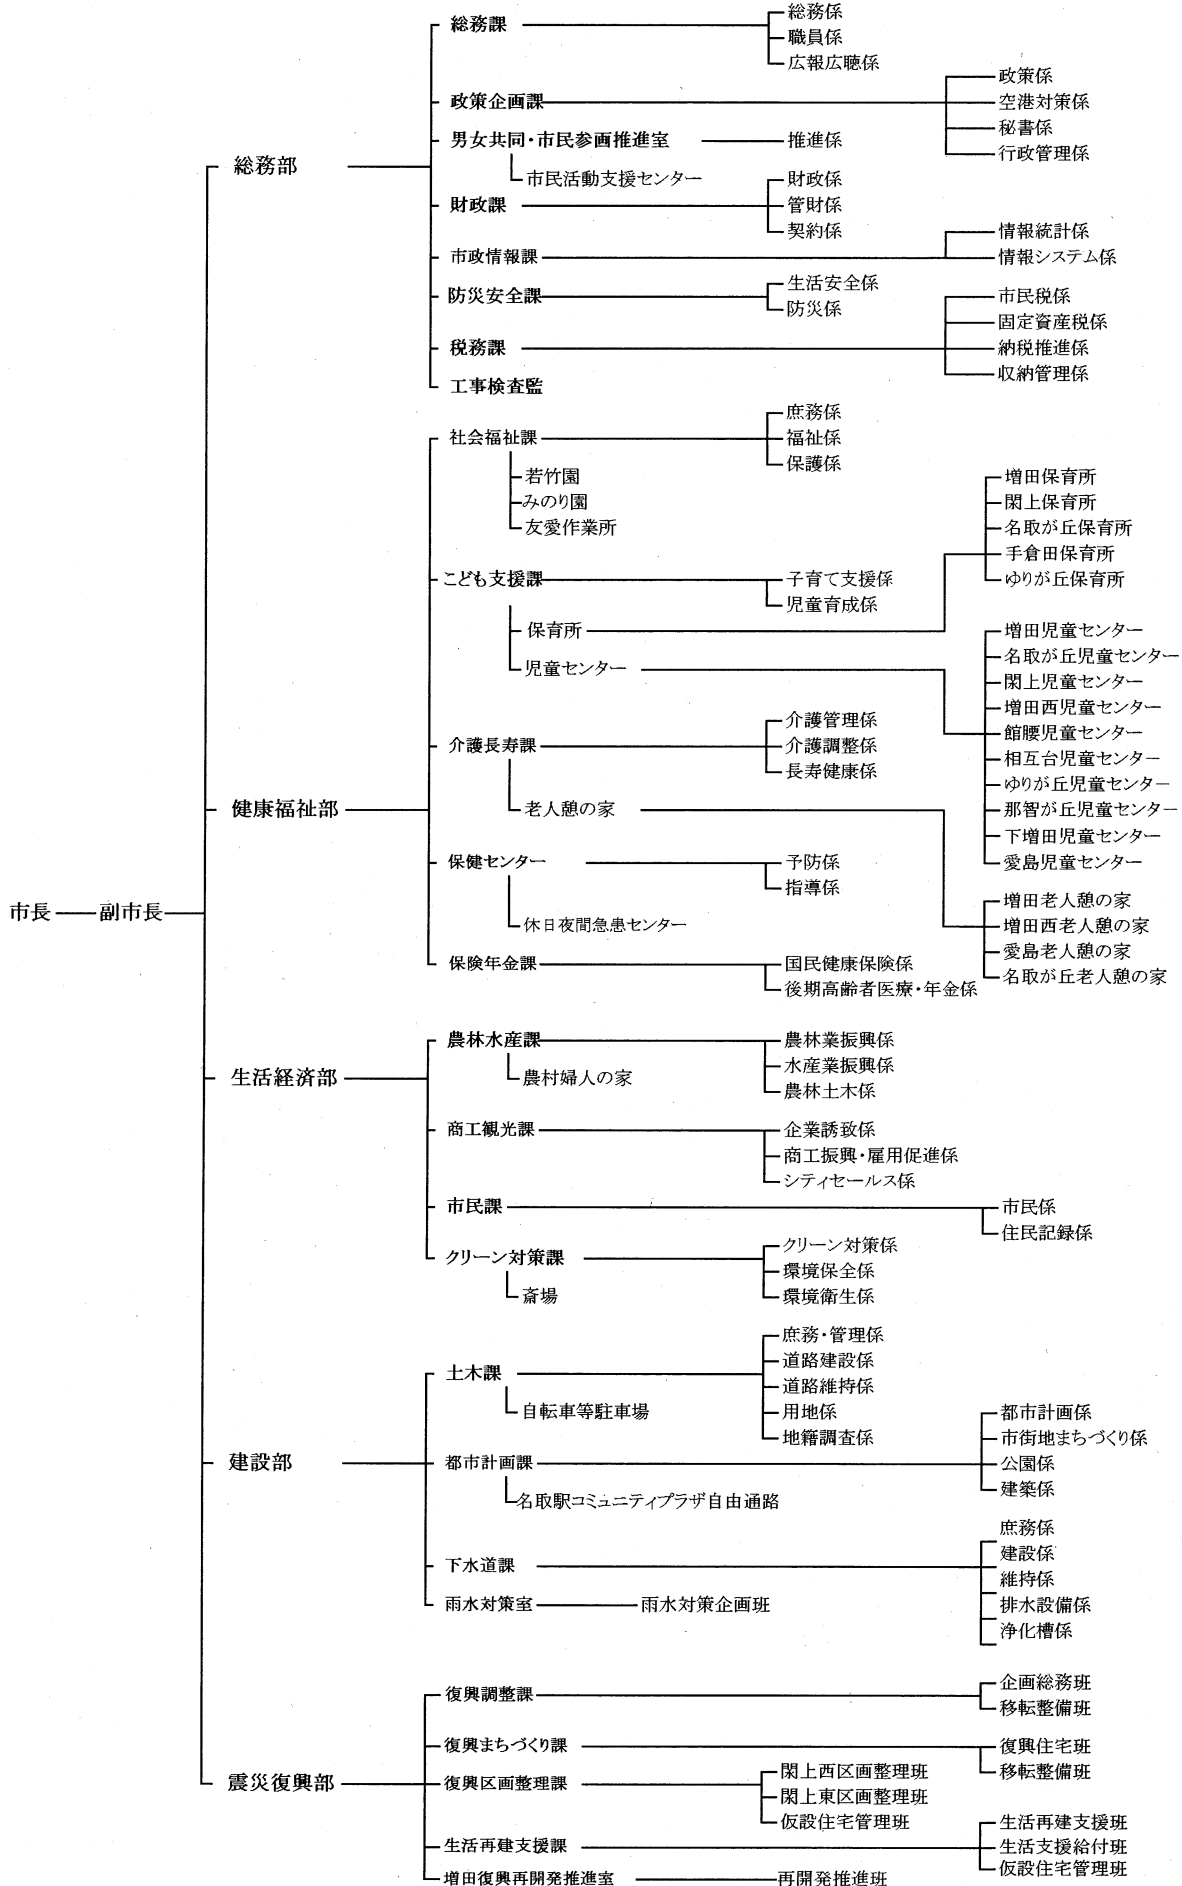 市長
副市長
総務部
総務課
総務係
職員係
広報広聴係
政策企画課
政策係
空港対策係
秘書係
行政管理係
男女共同・市民参画推進室
推進係
市民活動支援センター
財政課
財政係
管財係
契約係
市政情報課
情報統計係
情報システム係
防災安全課
生活安全係
防災係
税務課
市民税係
固定資産税係
納税推進係
収納管理係
工事検査監
健康福祉部
社会福祉課
庶務係
福祉係
保護係
若竹園
みのり園
友愛作業所
こども支援課
子育て支援係
児童育成係
保育所
増田保育所
閖上保育所
名取が丘保育所
手倉田保育所
ゆりが丘保育所
児童センター
増田児童センター
名取が丘児童センター
閖上児童センター
増田西児童センター
館腰児童センター
相互台児童センター
ゆりが丘児童センター
那智が丘児童センター
下増田児童センター
愛島児童センター
介護長寿課
介護管理係
介護調整係
長寿健康係
老人憩の家
増田老人憩の家
増田西老人憩の家
愛島老人憩の家
名取が丘老人憩の家
保健センター
予防係
指導係
休日夜間急患センター
保険年金課
国民健康保険係
後期高齢者医療・年金係
生活経済部
農林水産課
農林業振興係
水産業振興係
農林土木係
農村婦人の家
商工観光課
企業誘致係
商工振興・雇用促進係
シティセールス係
市民課
市民係
住民記録係
クリーン対策課
クリーン対策係
環境保全係
環境衛生係
斎場
建設部
土木課
庶務・管理係
道路建設係
道路維持係
用地係
地籍調査係
自転車等駐車場
都市計画課
都市計画係
市街地まちづくり係
公園係
建築係
名取駅コミュニティプラザ自由通路
下水道課
庶務係
建設係
維持係
排水設備係
浄化槽係
雨水対策室
雨水対策企画班
震災復興部
復興調整課
企画総務班
移転整備班
復興まちづくり課
復興住宅班
移転整備班
復興区画整理課
閖上西区画整理班
閖上東区画整理班
仮設住宅管理班
生活再建支援課
生活再建支援班
生活支援給付班
仮設住宅管理班
増田復興再開発推進室
再開発推進班